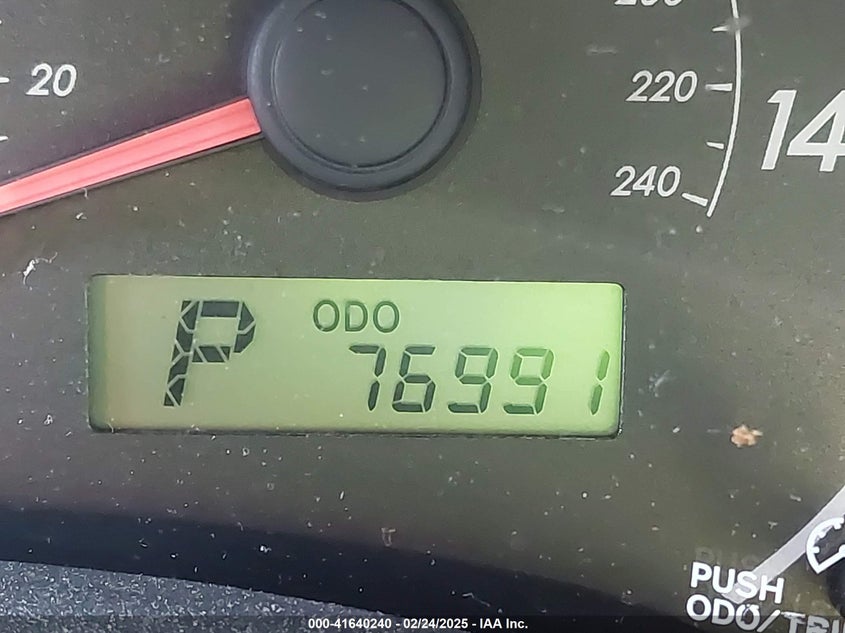 20
220
240
14
P
ODO
76991
PUSH
ODO/TRI
000-41640240 - 02/24/2025 - IAA Inc.